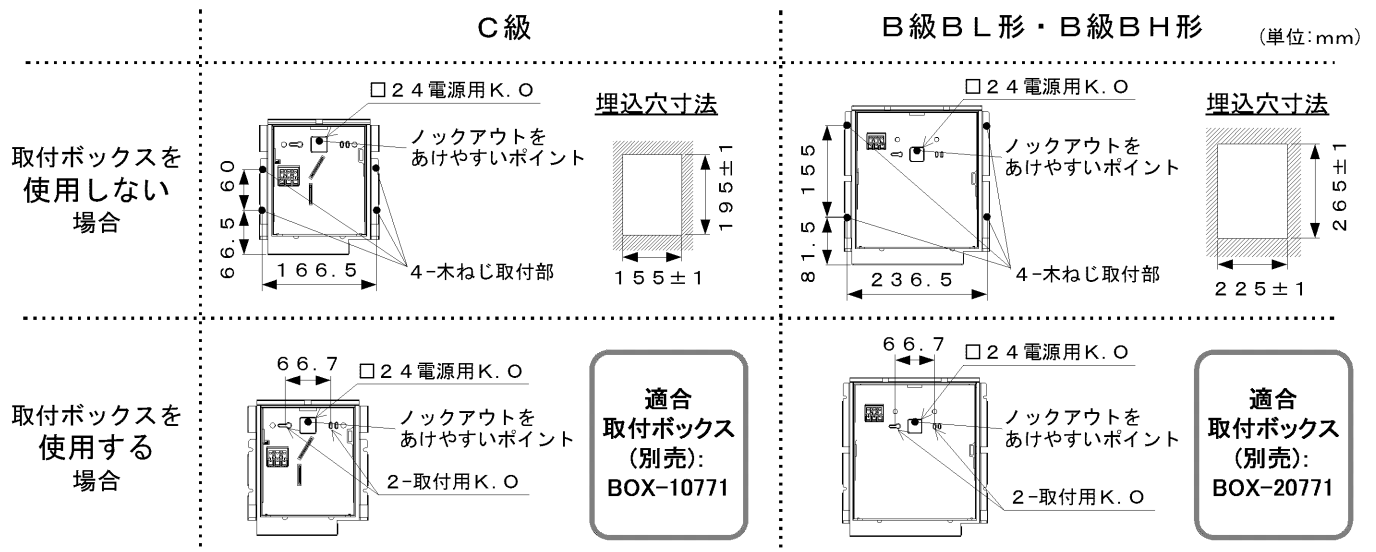 C級
B級BL形・B級BH形
(単位:mm)
取付ボックスを
使用しない
場合
□24電源用K.O
ノックアウトを
あけやすいポイント
60
66.5
166.5
4-木ねじ取付部
埋込穴寸法
195±1
155±1
□24電源用K.O
ノックアウトを
あけやすいポイント
155
81.5
236.5
4-木ねじ取付部
埋込穴寸法
265±1
225±1
取付ボックスを
使用する
場合
66.7
□24電源用K.O
ノックアウトを
あけやすいポイント
2-取付用K.O
適合
取付ボックス
(別売):
BOX-10771
66.7
□24電源用K.O
ノックアウトを
あけやすいポイント
2-取付用K.O
適合
取付ボックス
(別売):
BOX-20771